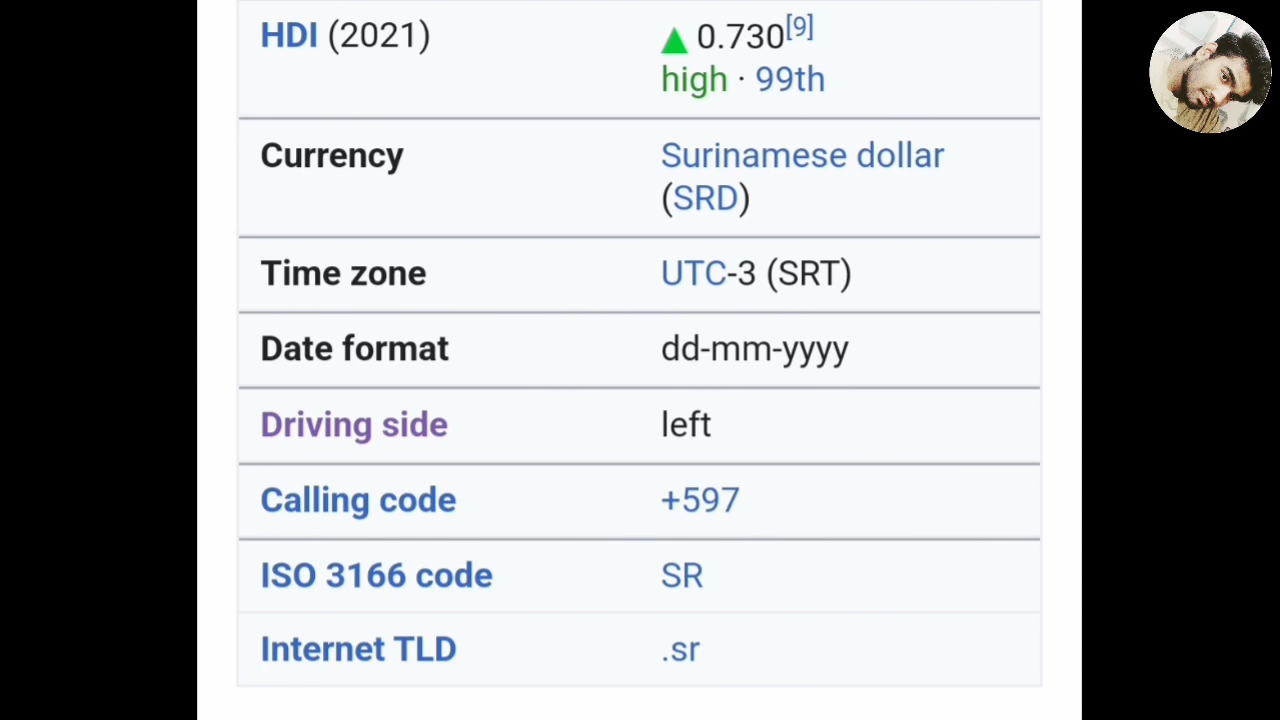 HDI (2021) ▲ 0.730[9]
high · 99th
Currency Surinamese dollar
(SRD)
Time zone UTC-3 (SRT)
Date format dd-mm-yyyy
Driving side left
Calling code +597
ISO 3166 code SR
Internet TLD .sr